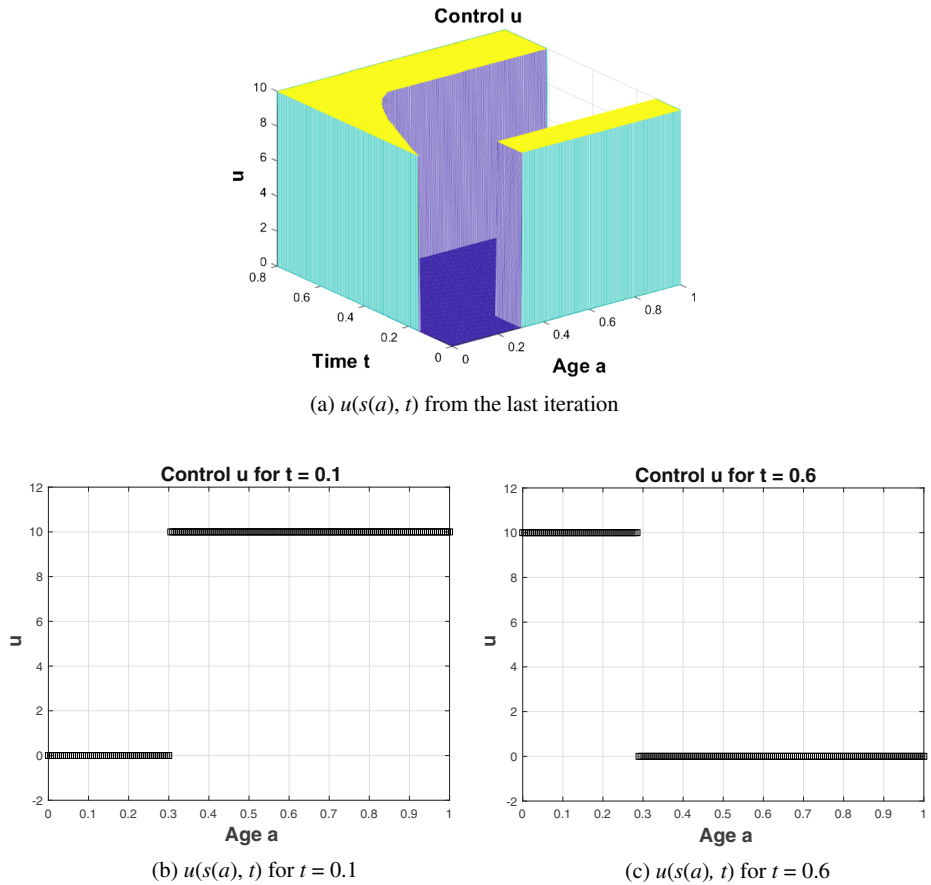 Control u
10
8
6
4
2
0
u
0.8
0.6
0.4
0.2
0
Time t
0
0.2
0.4
0.6
0.8
1
Age a
(a) u(s(a), t) from the last iteration
Control u for t = 0.1
12
10
8
6
4
2
0
-2
u
0 0.1 0.2 0.3 0.4 0.5 0.6 0.7 0.8 0.9 1
Age a
(b) u(s(a), t) for t = 0.1
Control u for t = 0.6
12
10
8
6
4
2
0
-2
u
0 0.1 0.2 0.3 0.4 0.5 0.6 0.7 0.8 0.9 1
Age a
(c) u(s(a), t) for t = 0.6